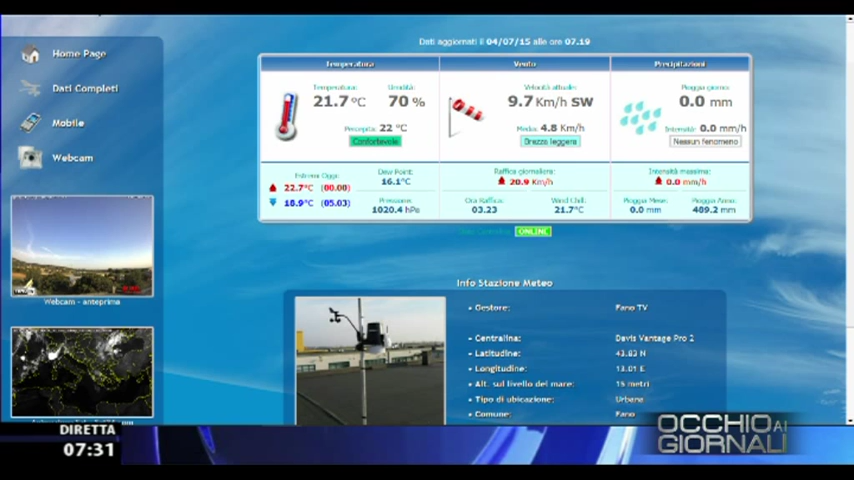 Dati aggiornati il 04/07/15 alle ore 07.19
Home Page
Dati Completi
Mobile
Webcam
Webcam - anteprima
Temperatura
Temperatura:
21.7 ºC
Umidità:
70 %
Percepita: 22 ºC
Confortevole
Estremi Oggi:
22.7°C (00.00)
18.9°C (05.03)
Dew Point:
16.1°C
Pressione:
1020.4 hPa
Vento
Velocità attuale:
9.7 Km/h SW
Media: 4.8 Km/h
Brezza leggera
Raffica giornaliera:
20.9 Km/h
Ora Raffica:
03.23
Wind Chill:
21.7°C
Precipitazioni
Pioggia giorno:
0.0 mm
Intensità: 0.0 mm/h
Nessun fenomeno
Intensità massima:
0.0 mm/h
Pioggia Mese:
0.0 mm
Pioggia Anno:
489.2 mm
ONLINE
Info Stazione Meteo
Gestore: Fano TV
Centralina: Davis Vantage Pro 2
Latitudine: 43.83 N
Longitudine: 13.01 E
Alt. sul livello del mare: 15 metri
Tipo di ubicazione: Urbana
Comune: Fano
DIRETTA
07:31
OCCHIO AI
GIORNALI